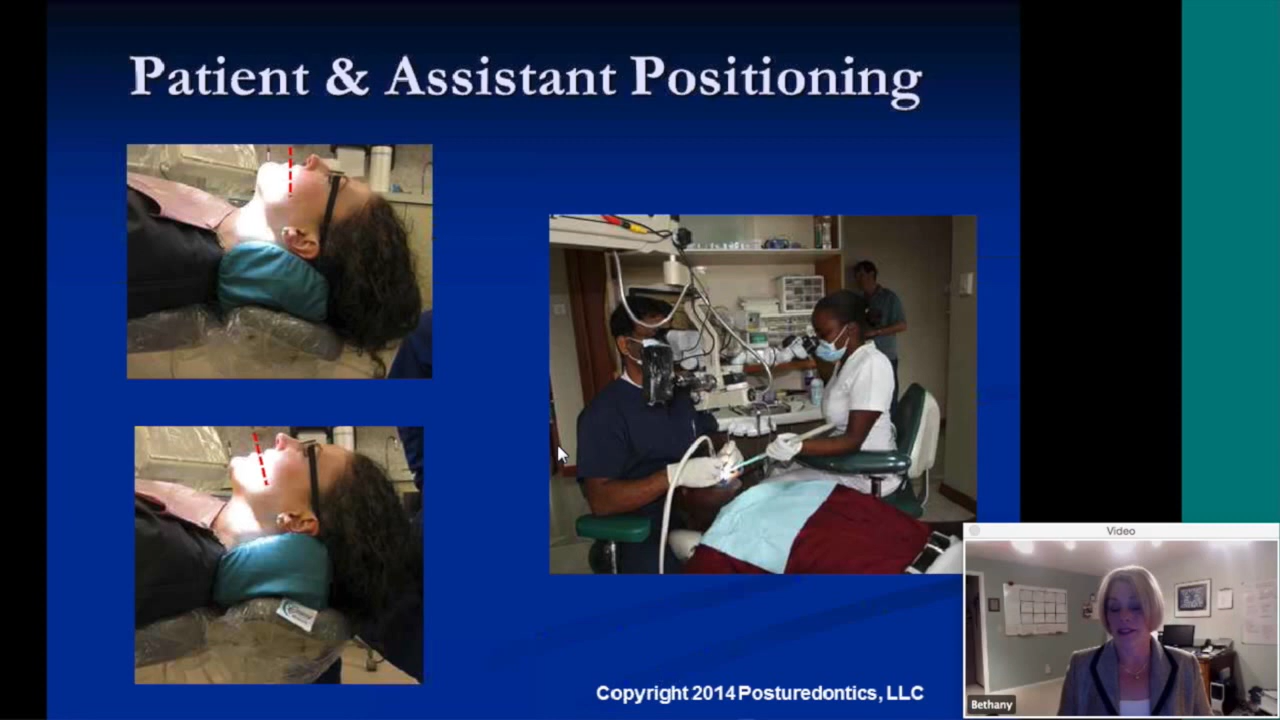 Patient & Assistant Positioning
Copyright 2014 Posturedontics, LLC
Video
Bethany